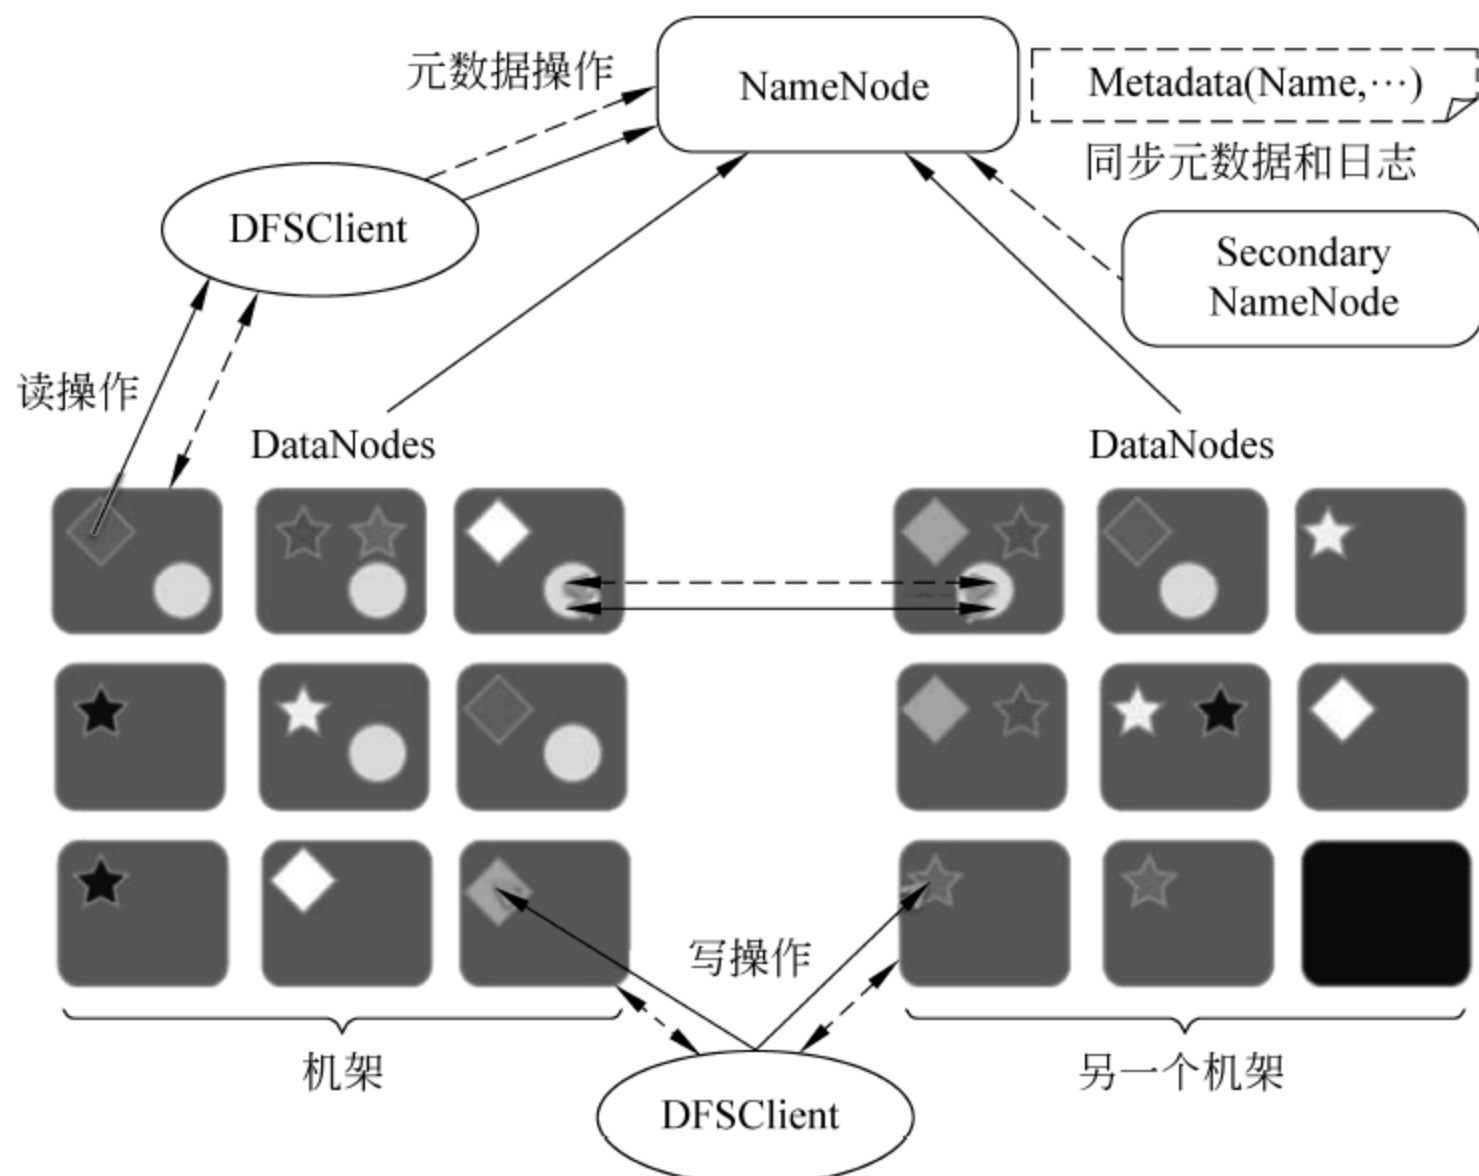 元数据操作
NameNode
Metadata(Name,⋯)
同步元数据和日志
DFSClient
Secondary
NameNode
读操作
DataNodes
DataNodes
写操作
机架
另一个机架
DFSClient